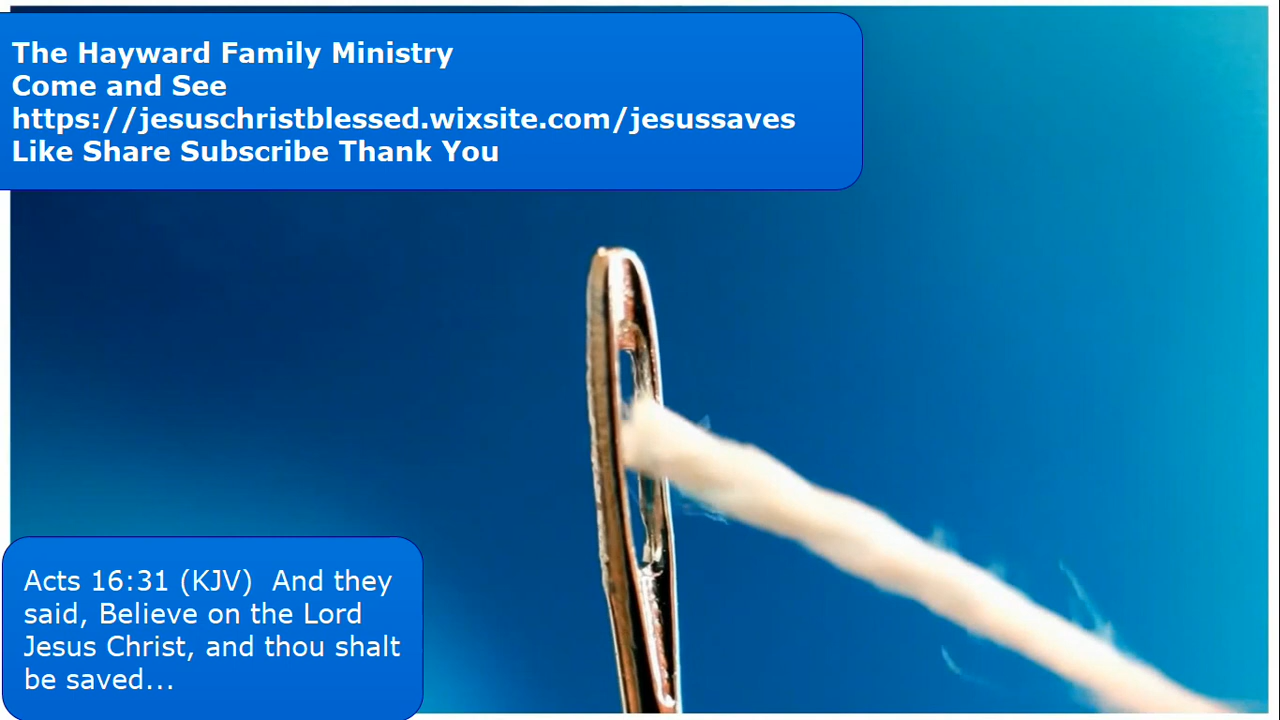 The Hayward Family Ministry
Come and See
https://jesuschristblessed.wixsite.com/jesussaves
Like Share Subscribe Thank You
Acts 16:31 (KJV)  And they
said, Believe on the Lord
Jesus Christ, and thou shalt
be saved...